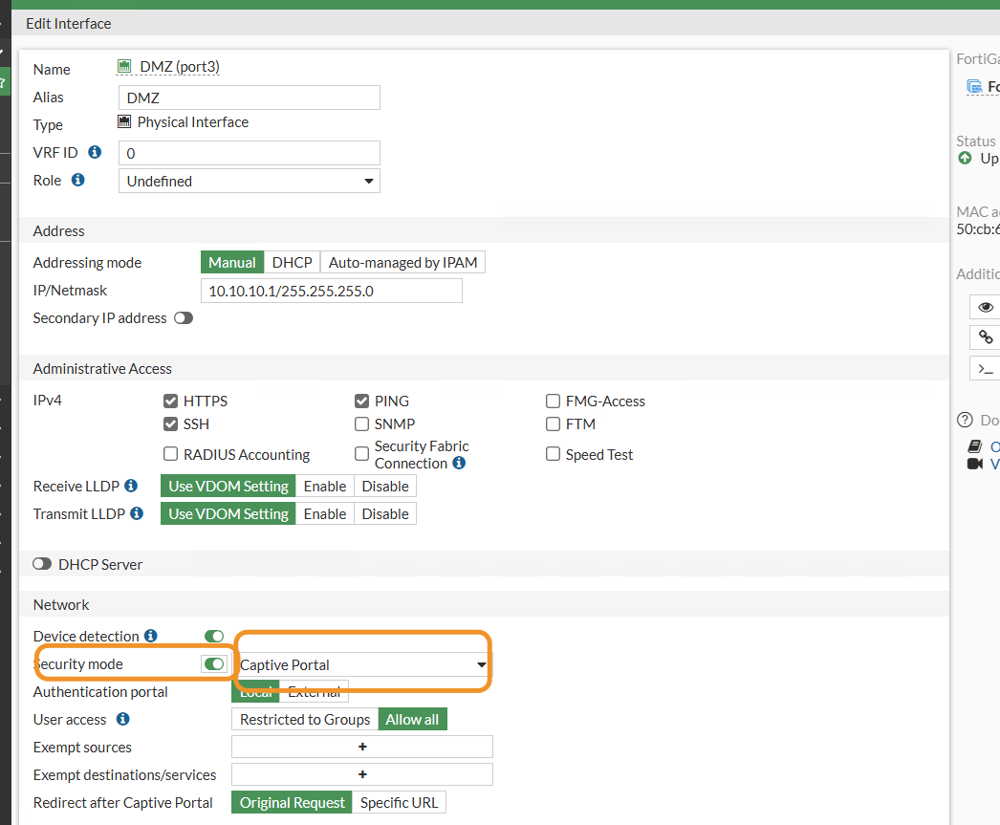 Edit Interface
Name DMZ (port3)
Alias DMZ
Type Physical Interface
VRF ID 0
Role Undefined
Address
Addressing mode Manual DHCP Auto-managed by IPAM
IP/Netmask 10.10.10.1/255.255.255.0
Secondary IP address
Administrative Access
IPv4 HTTPS PING FMG-Access
SSH SNMP FTM
RADIUS Accounting Security Fabric Connection Speed Test
Receive LLDP Use VDOM Setting Enable Disable
Transmit LLDP Use VDOM Setting Enable Disable
DHCP Server
Network
Device detection
Security mode Captive Portal
Authentication portal Local External
User access Restricted to Groups Allow all
Exempt sources +
Exempt destinations/services +
Redirect after Captive Portal Original Request Specific URL
Status
Up
MAC
50:cb: